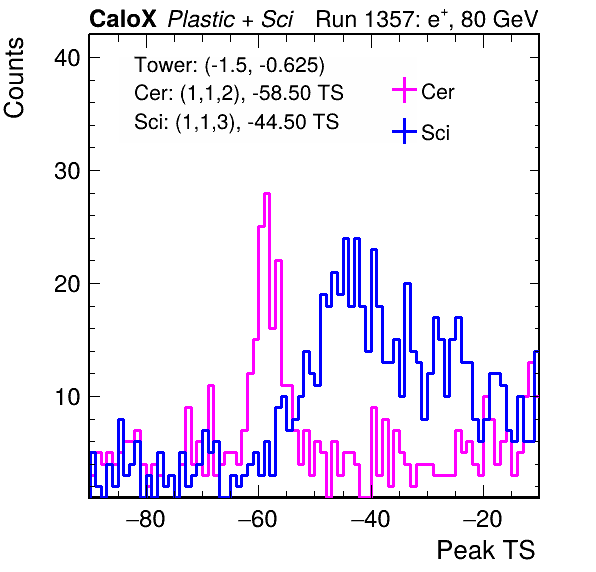 CaloX Plastic + Sci Run 1357: e+, 80 GeV
Counts
Tower: (-1.5, -0.625)
Cer: (1,1,2), -58.50 TS
Sci: (1,1,3), -44.50 TS
Cer
Sci
40
30
20
10
−80 −60 −40 −20
Peak TS